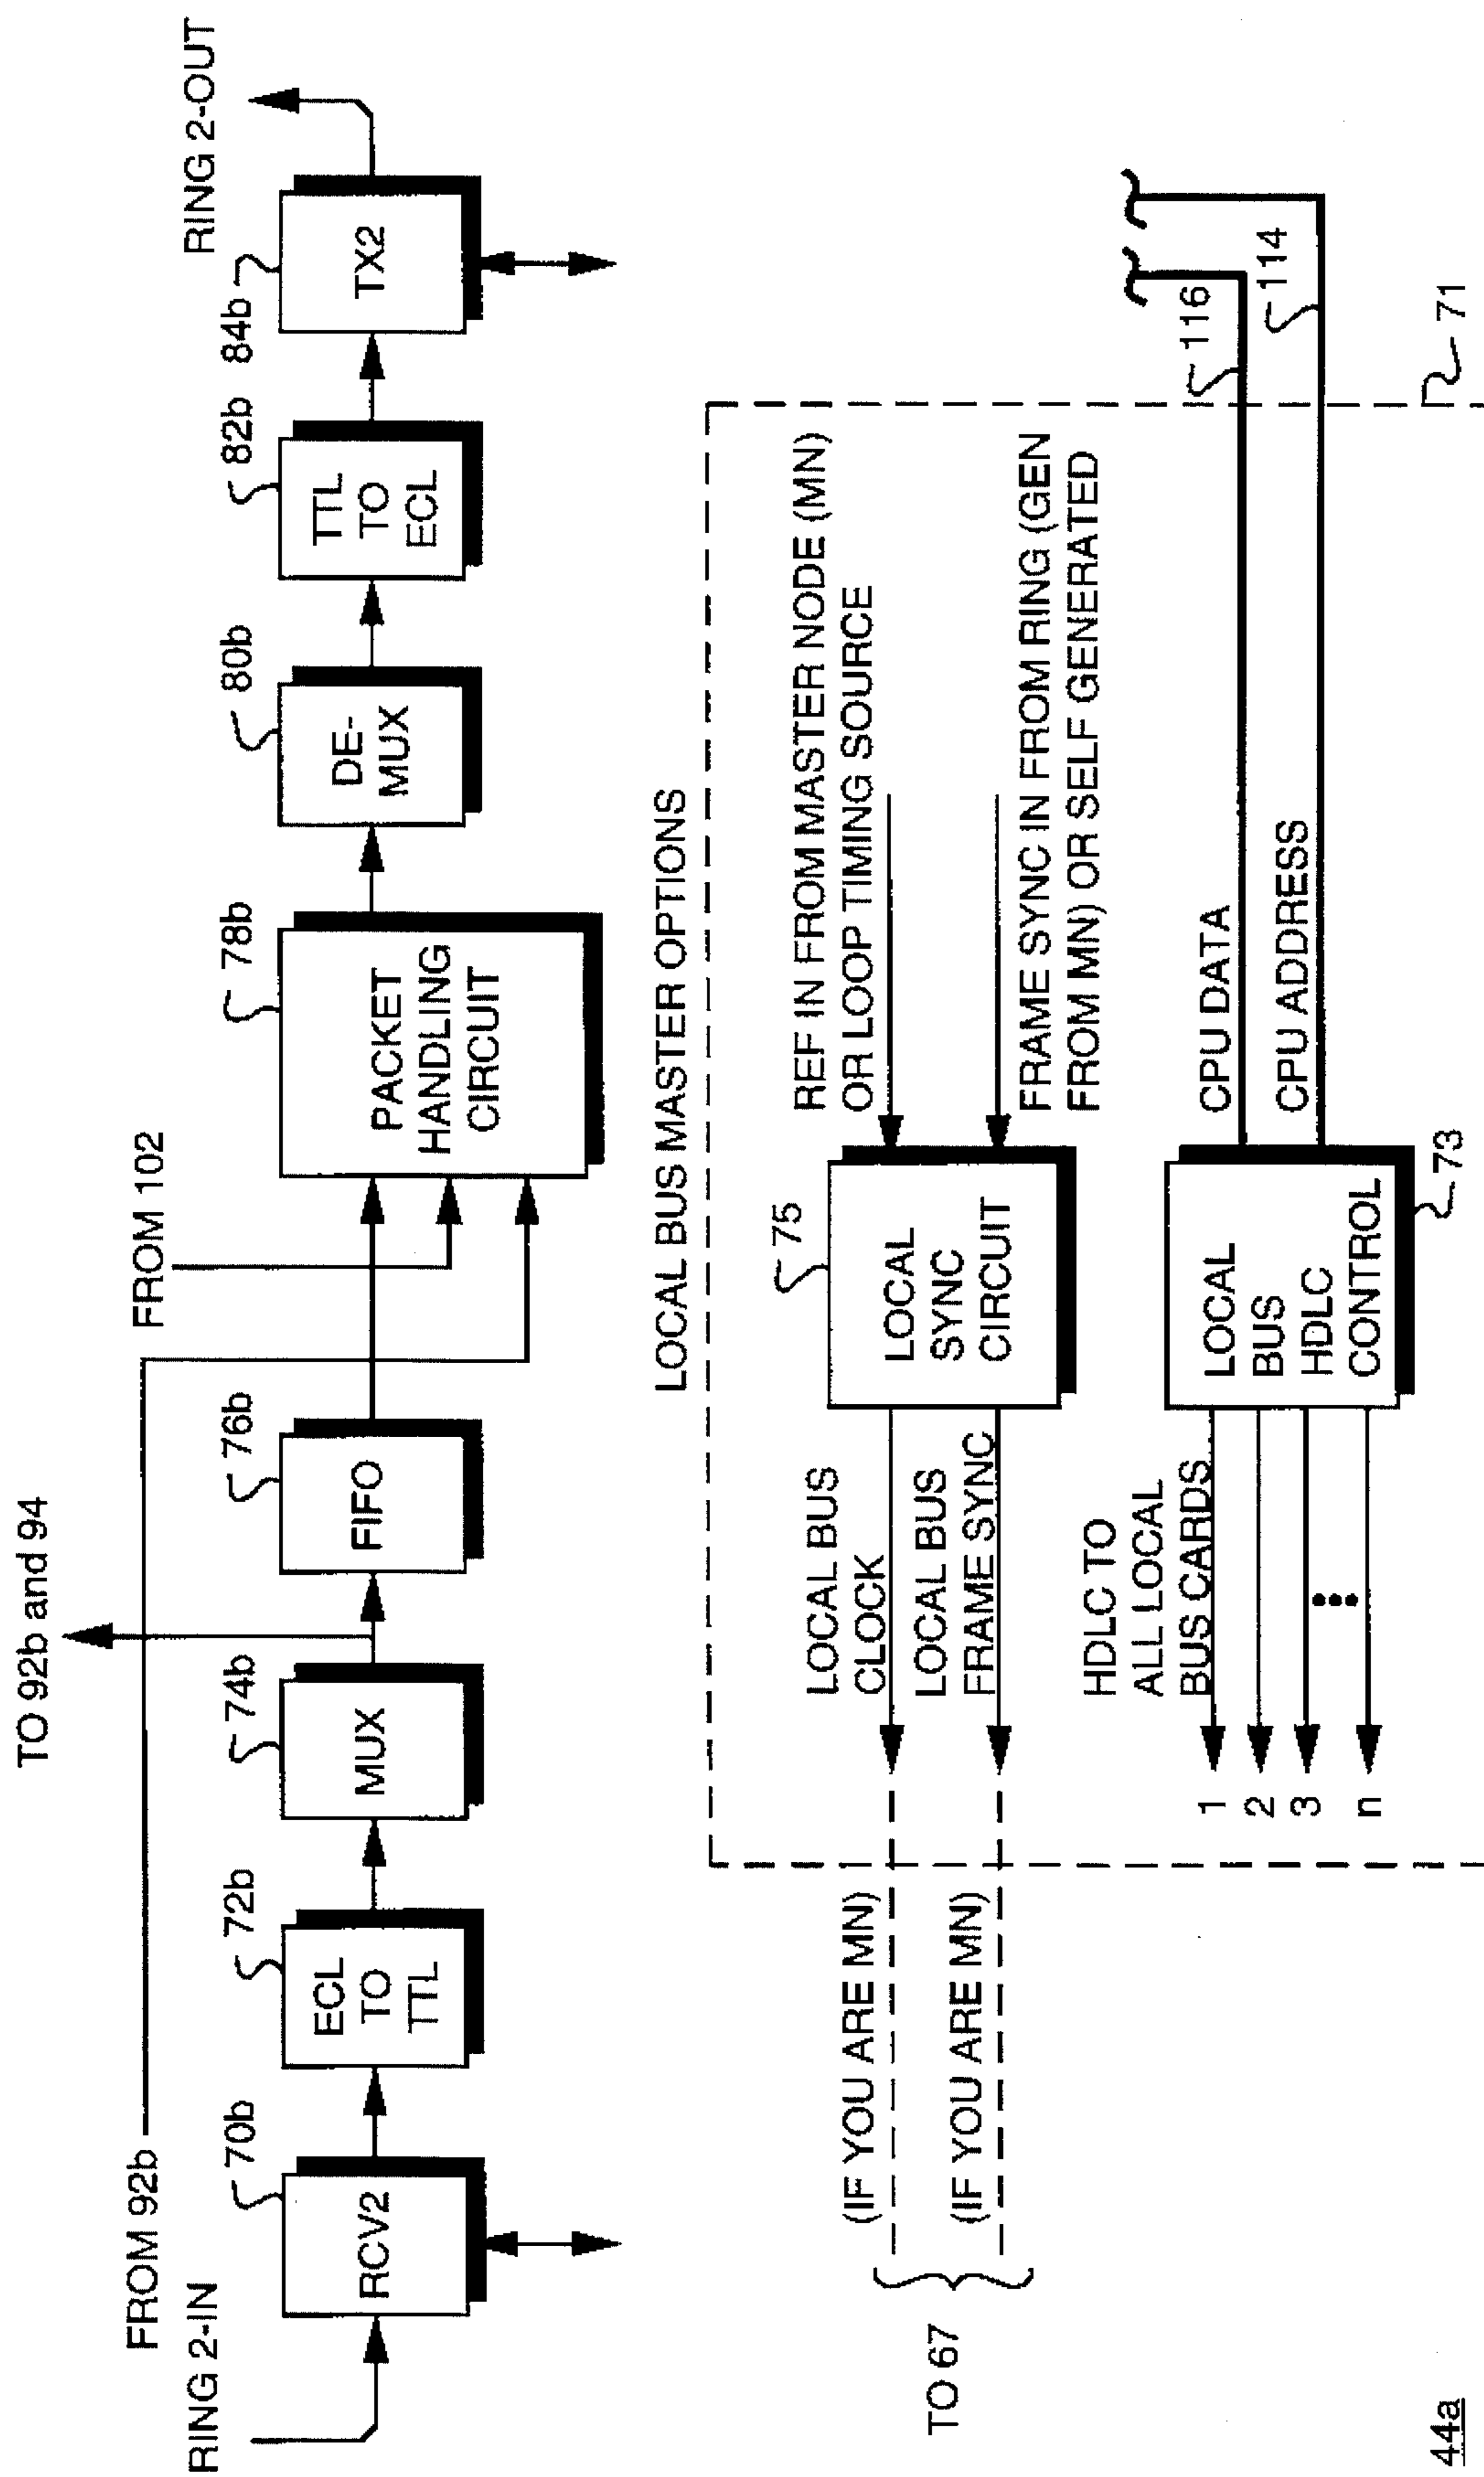 TO 92b and 94
FROM 92b
FROM 102
RING 2-IN
RING 2-OUT
70b
72b
74b
76b
78b
80b
82b
84b
RCV2
ECL
TO
TTL
MUX
FIFO
PACKET
HANDLING
CIRCUIT
DE-
MUX
TTL
TO
ECL
TX2
LOCAL BUS MASTER OPTIONS
(IF YOU ARE MN)
(IF YOU ARE MN)
TO 67
LOCAL BUS
CLOCK
LOCAL BUS
FRAME SYNC
75
LOCAL
SYNC
CIRCUIT
REF IN FROM MASTER NODE (MN)
OR LOOP TIMING SOURCE
FRAME SYNC IN FROM RING (GEN
FROM MN) OR SELF GENERATED
HDLC TO
ALL LOCAL
BUS CARDS
1
2
3
n
LOCAL
BUS
HDLC
CONTROL
73
CPU DATA
CPU ADDRESS
116
114
71
44a